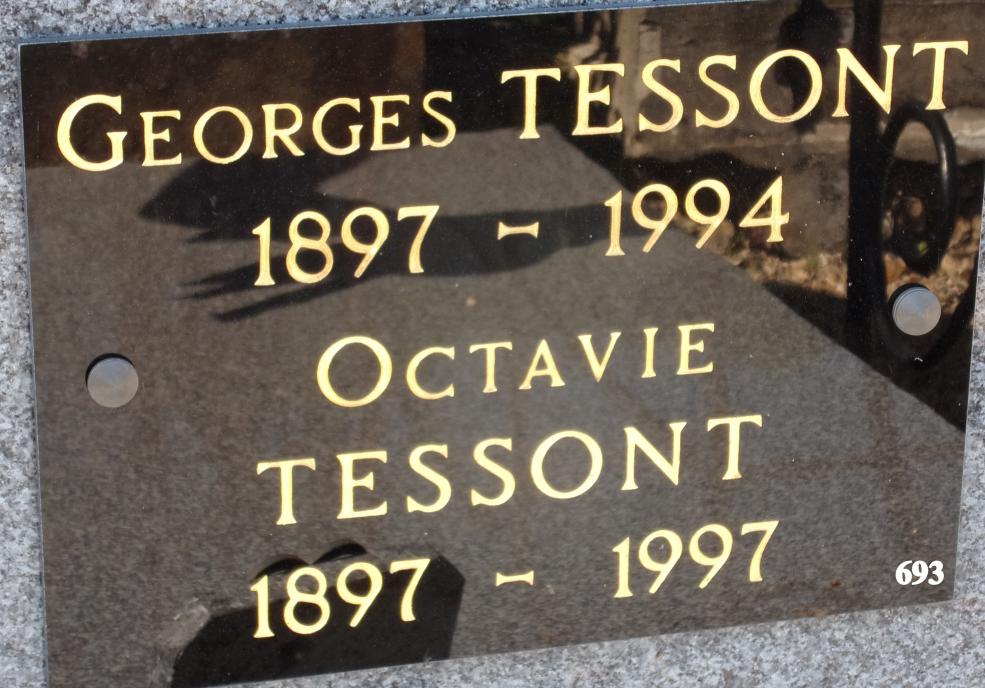 GEORGES TESSONT
1897 - 1994
OCTAVIE
TESSONT
1897 - 1997
693